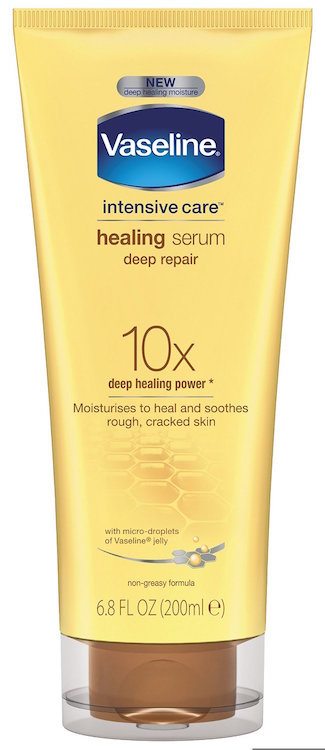 NEW
deep healing moisture
Vaseline®
intensive care™
healing serum
deep repair
10x
deep healing power *
Moisturises to heal and soothes
rough, cracked skin
with micro-droplets
of Vaseline® jelly
non-greasy formula
6.8 FL OZ (200ml ℮)